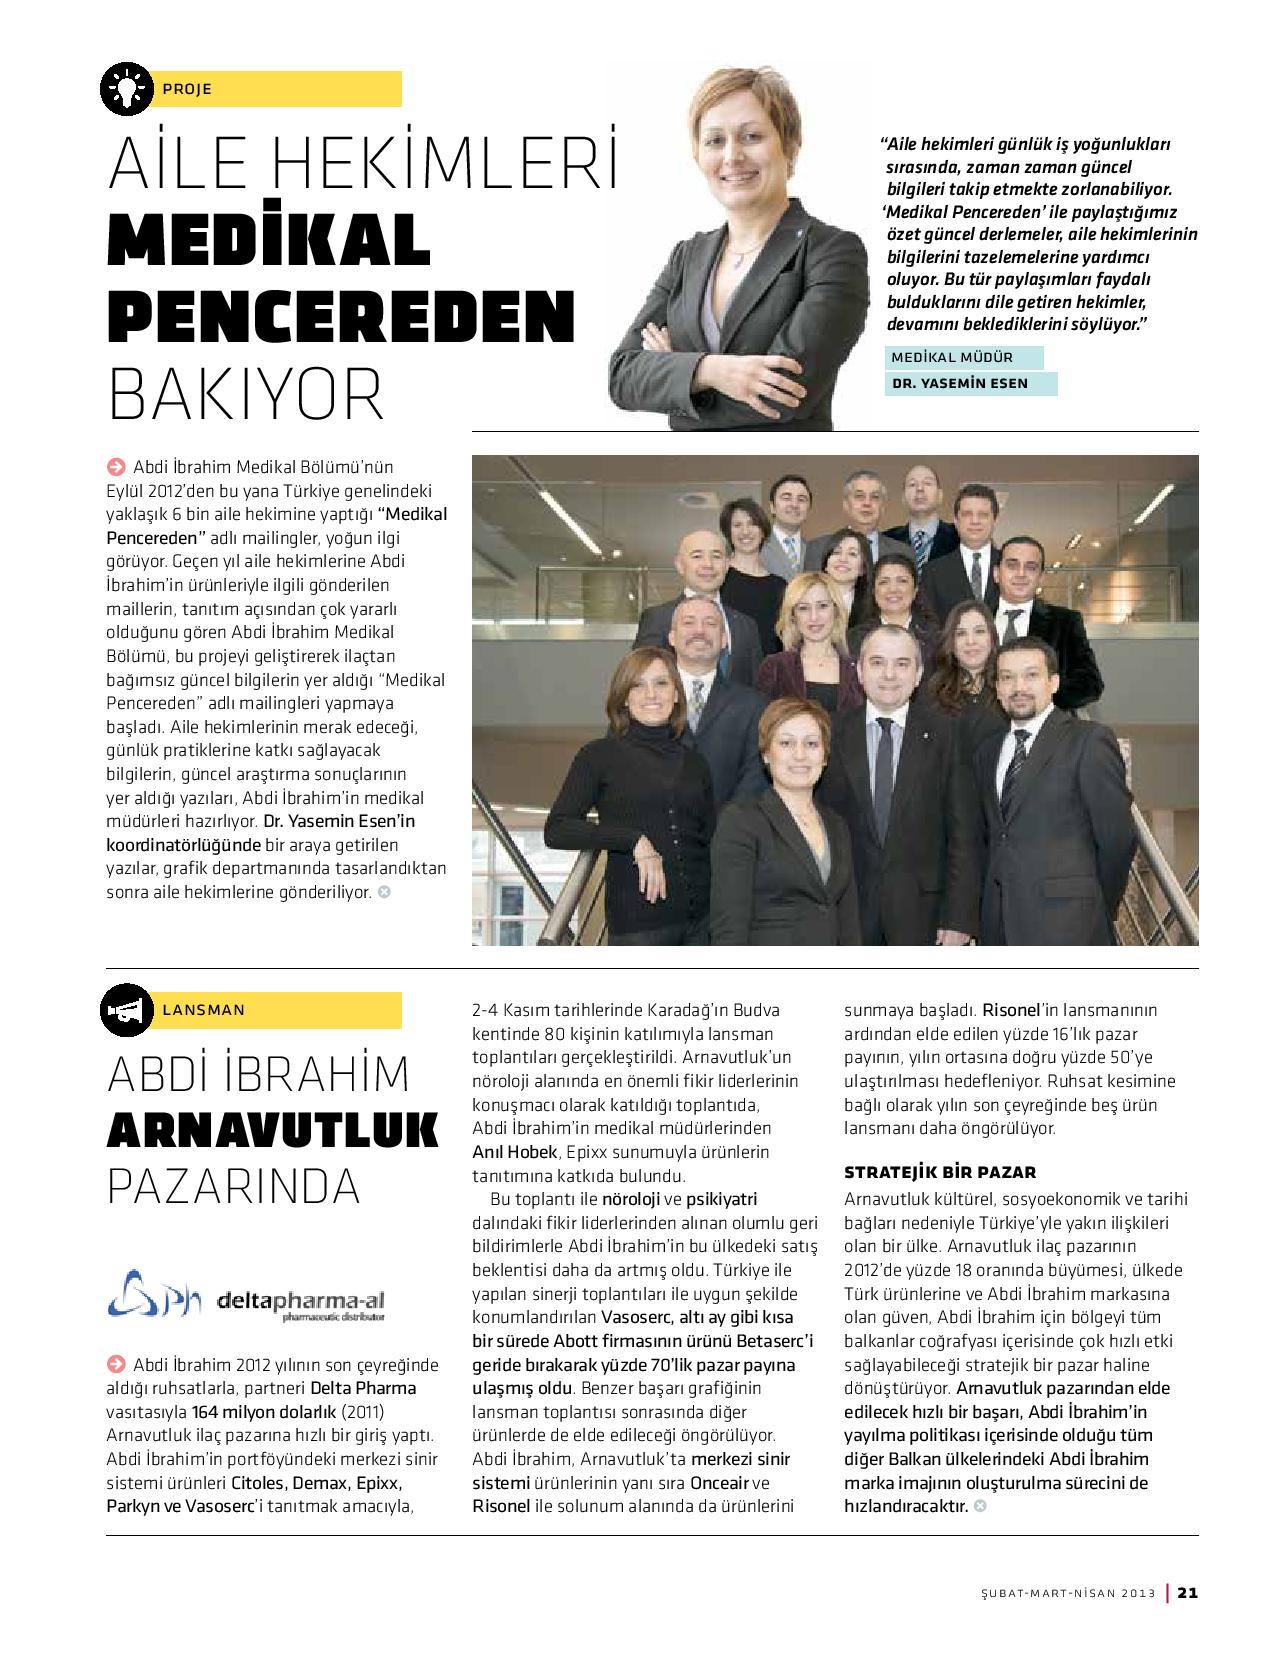 PROJE
AİLE HEKİMLERİ
MEDİKAL
PENCEREDEN
BAKIYOR
“Aile hekimleri günlük iş yoğunlukları
sırasında, zaman zaman güncel
bilgileri takip etmekte zorlanabiliyor.
‘Medikal Pencereden’ ile paylaştığımız
özet güncel derlemeler, aile hekimlerinin
bilgilerini tazelemelerine yardımcı
oluyor. Bu tür paylaşımları faydalı
bulduklarını dile getiren hekimler,
devamını beklediklerini söylüyor.”
MEDİKAL MÜDÜR
DR. YASEMİN ESEN
Abdi İbrahim Medikal Bölümü’nün
Eylül 2012’den bu yana Türkiye genelindeki
yaklaşık 6 bin aile hekimine yaptığı “Medikal
Pencereden” adlı mailingler, yoğun ilgi
görüyor. Geçen yıl aile hekimlerine Abdi
İbrahim’in ürünleriyle ilgili gönderilen
maillerin, tanıtım açısından çok yararlı
olduğunu gören Abdi İbrahim Medikal
Bölümü, bu projeyi geliştirerek ilaçtan
bağımsız güncel bilgilerin yer aldığı “Medikal
Pencereden” adlı mailingleri yapmaya
başladı. Aile hekimlerinin merak edeceği,
günlük pratiklerine katkı sağlayacak
bilgilerin, güncel araştırma sonuçlarının
yer aldığı yazıları, Abdi İbrahim’in medikal
müdürleri hazırlıyor. Dr. Yasemin Esen’in
koordinatörlüğünde bir araya getirilen
yazılar, grafik departmanında tasarlandıktan
sonra aile hekimlerine gönderiliyor.
LANSMAN
ABDİ İBRAHİM
ARNAVUTLUK
PAZARINDA
Ph deltapharma-al
pharmaceutic distributor
Abdi İbrahim 2012 yılının son çeyreğinde
aldığı ruhsatlarla, partneri Delta Pharma
vasıtasıyla 164 milyon dolarlık (2011)
Arnavutluk ilaç pazarına hızlı bir giriş yaptı.
Abdi İbrahim’in portföyündeki merkezi sinir
sistemi ürünleri Citoles, Demax, Epixx,
Parkyn ve Vasoserc’i tanıtmak amacıyla,
2-4 Kasım tarihlerinde Karadağ’ın Budva
kentinde 80 kişinin katılımıyla lansman
toplantıları gerçekleştirildi. Arnavutluk’un
nöroloji alanında en önemli fikir liderlerinin
konuşmacı olarak katıldığı toplantıda,
Abdi İbrahim’in medikal müdürlerinden
Anıl Hobek, Epixx sunumuyla ürünlerin
tanıtımına katkıda bulundu.
Bu toplantı ile nöroloji ve psikiyatri
dalındaki fikir liderlerinden alınan olumlu geri
bildirimlerle Abdi İbrahim’in bu ülkedeki satış
beklentisi daha da artmış oldu. Türkiye ile
yapılan sinerji toplantıları ile uygun şekilde
konumlandırılan Vasoserc, altı ay gibi kısa
bir sürede Abott firmasının ürünü Betaserc’i
geride bırakarak yüzde 70’lik pazar payına
ulaşmış oldu. Benzer başarı grafiğinin
lansman toplantısı sonrasında diğer
ürünlerde de elde edileceği öngörülüyor.
Abdi İbrahim, Arnavutluk’ta merkezi sinir
sistemi ürünlerinin yanı sıra Onceair ve
Risonel ile solunum alanında da ürünlerini
sunmaya başladı. Risonel’in lansmanının
ardından elde edilen yüzde 16’lık pazar
payının, yılın ortasına doğru yüzde 50’ye
ulaştırılması hedefleniyor. Ruhsat kesimine
bağlı olarak yılın son çeyreğinde beş ürün
lansmanı daha öngörülüyor.
STRATEJİK BİR PAZAR
Arnavutluk kültürel, sosyoekonomik ve tarihi
bağları nedeniyle Türkiye’yle yakın ilişkileri
olan bir ülke. Arnavutluk ilaç pazarının
2012’de yüzde 18 oranında büyümesi, ülkede
Türk ürünlerine ve Abdi İbrahim markasına
olan güven, Abdi İbrahim için bölgeyi tüm
balkanlar coğrafyası içerisinde çok hızlı etki
sağlayabileceği stratejik bir pazar haline
dönüştürüyor. Arnavutluk pazarından elde
edilecek hızlı bir başarı, Abdi İbrahim’in
yayılma politikası içerisinde olduğu tüm
diğer Balkan ülkelerindeki Abdi İbrahim
marka imajının oluşturulma sürecini de
hızlandıracaktır.
ŞUBAT-MART-NİSAN 2013 | 21